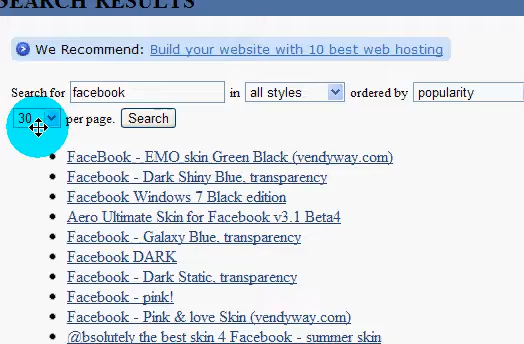 SEARCH RESULTS
We Recommend: Build your website with 10 best web hosting
Search for facebook in all styles ordered by popularity
30 per page. Search
FaceBook - EMO skin Green Black (vendyway.com)
Facebook - Dark Shiny Blue, transparency
Facebook Windows 7 Black edition
Aero Ultimate Skin for Facebook v3.1 Beta4
Facebook - Galaxy Blue, transparency
Facebook DARK
Facebook - Dark Static, transparency
Facebook - pink!
Facebook - Pink & love Skin (vendyway.com)
@bsolutely the best skin 4 Facebook - summer skin